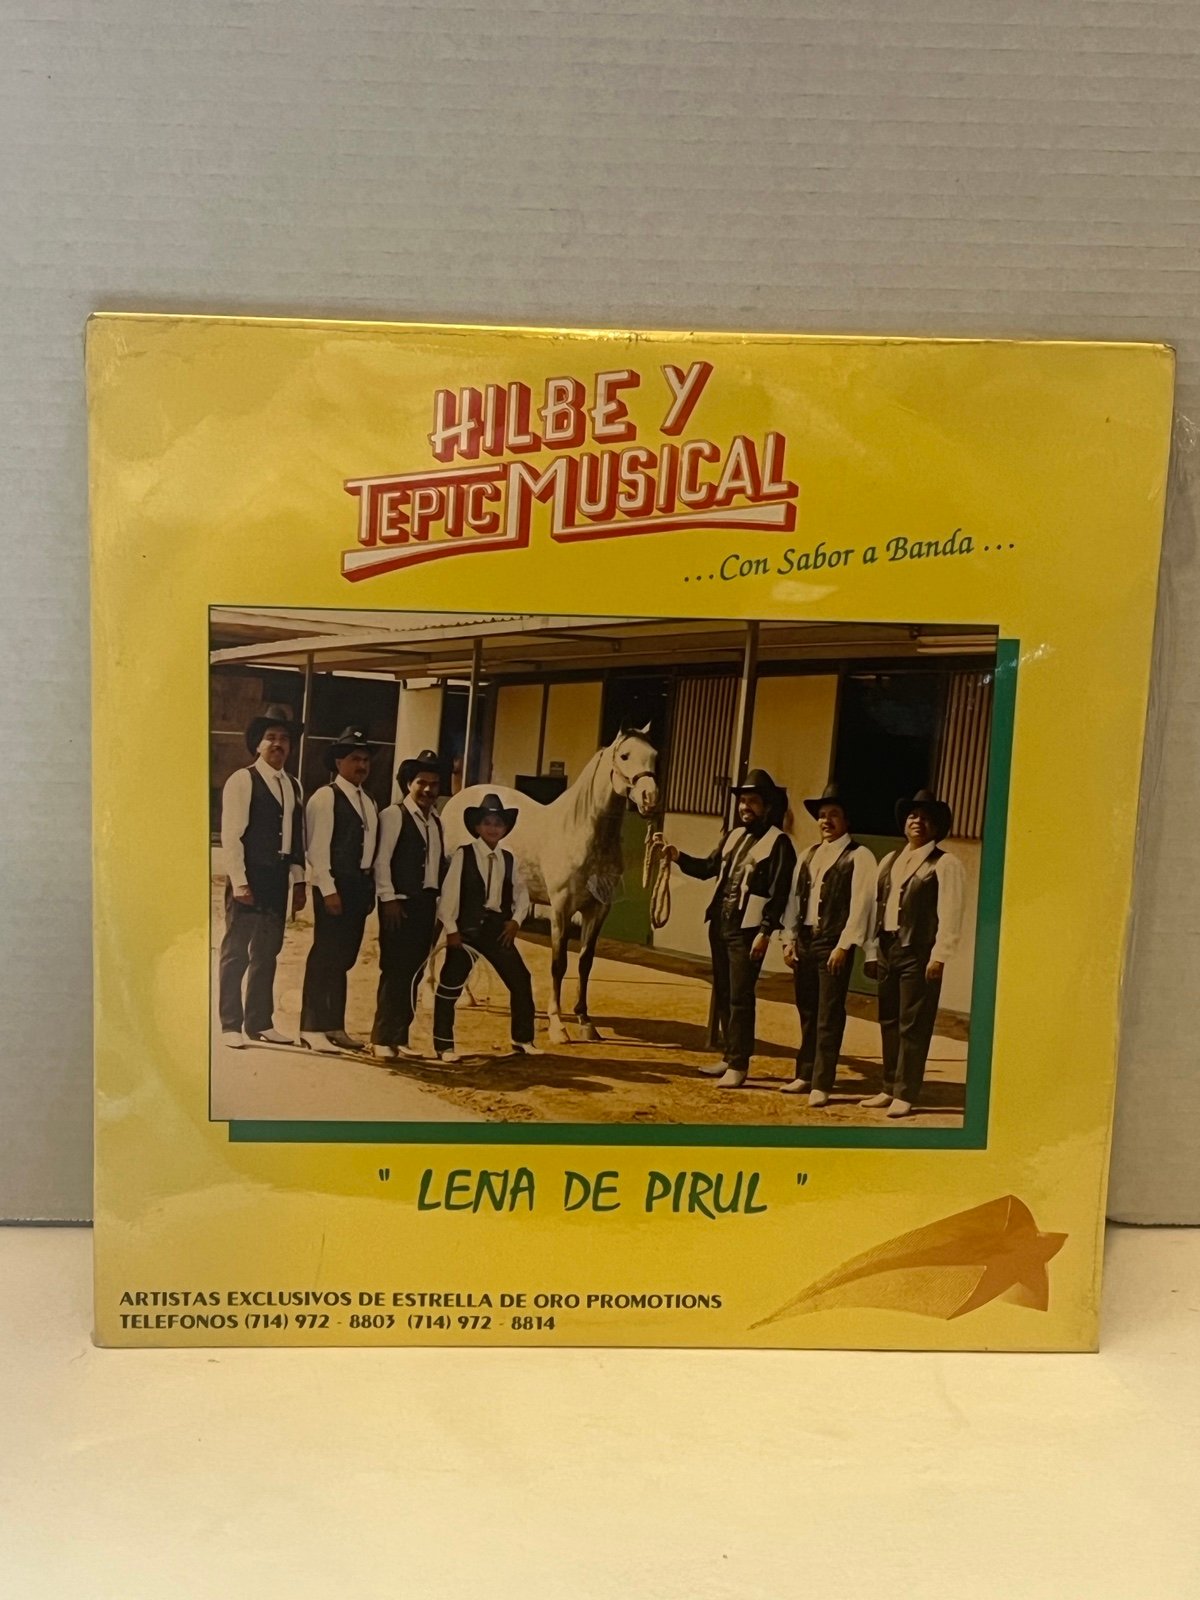 HILBE Y
TEPIC MUSICAL
...Con Sabor a Banda...
" LEÑA DE PIRUL "
ARTISTAS EXCLUSIVOS DE ESTRELLA DE ORO PROMOTIONS
TELEFONOS (714) 972 - 8803 (714) 972 - 8814